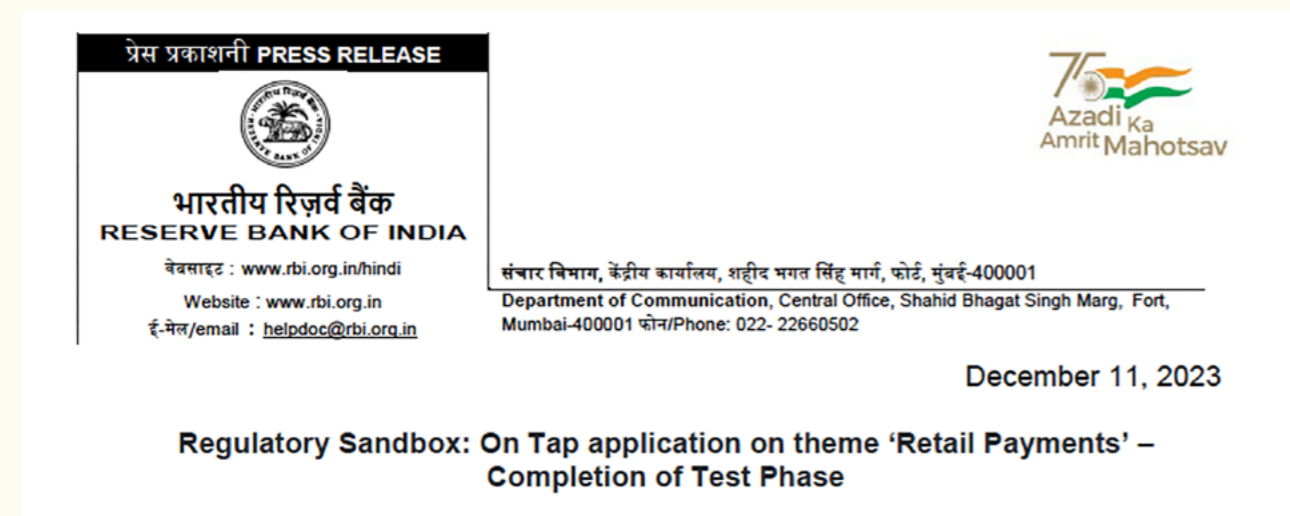 प्रेस प्रकाशनी PRESS RELEASE
भारतीय रिज़र्व बैंक
RESERVE BANK OF INDIA
वेबसाइट : www.rbi.org.in/hindi
Website : www.rbi.org.in
ई-मेल/email : helpdoc@rbi.org.in
75
Azadi Ka
Amrit Mahotsav
संचार विभाग, केंद्रीय कार्यालय, शहीद भगत सिंह मार्ग, फोर्ट, मुंबई-400001
Department of Communication, Central Office, Shahid Bhagat Singh Marg, Fort,
Mumbai-400001 फोन/Phone: 022- 22660502
December 11, 2023
Regulatory Sandbox: On Tap application on theme ‘Retail Payments’ –
Completion of Test Phase